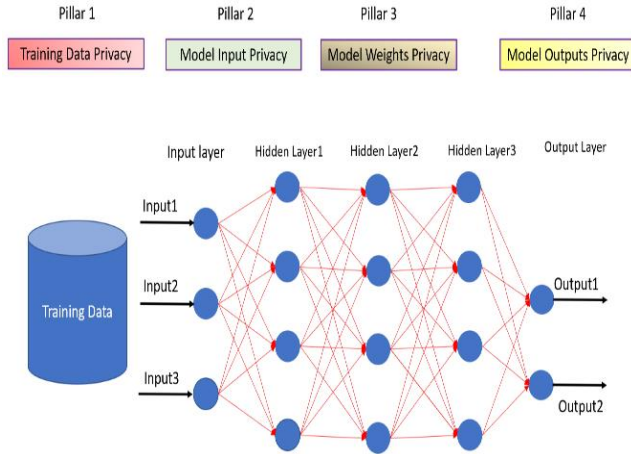 Pillar 1
Pillar 2
Pillar 3
Pillar 4
Training Data Privacy
Model Input Privacy
Model Weights Privacy
Model Outputs Privacy
Input layer
Hidden Layer1
Hidden Layer2
Hidden Layer3
Output Layer
Input1
Input2
Input3
Training Data
Output1
Output2